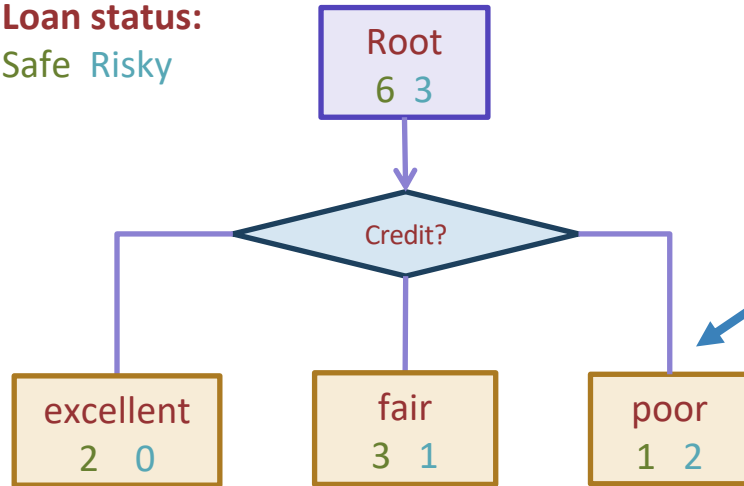 Loan status:
Safe Risky
Root
6 3
Credit?
excellent
2 0
fair
3 1
poor
1 2